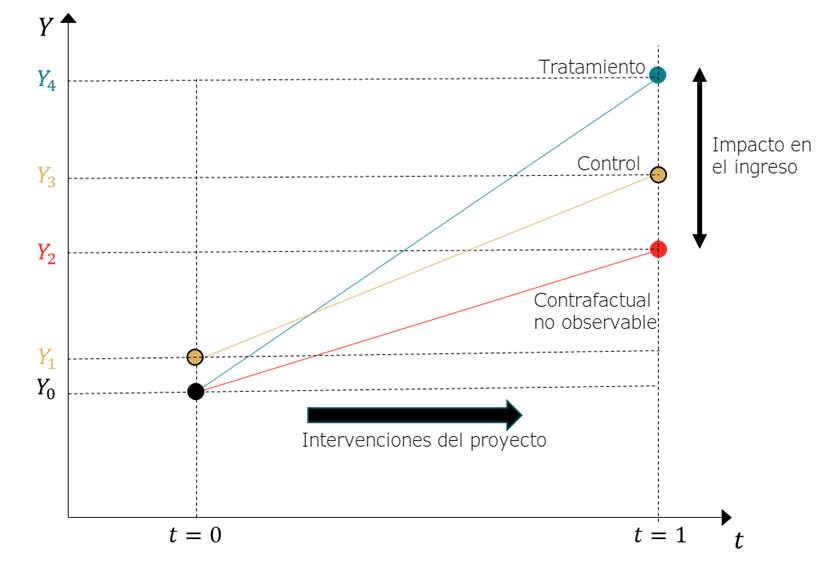 Y
Tratamiento
Y₄
Impacto en
el ingreso
Control
Y₃
Y₂
Contrafactual
no observable
Y₁
Y₀
Intervenciones del proyecto
t = 0
t = 1
t